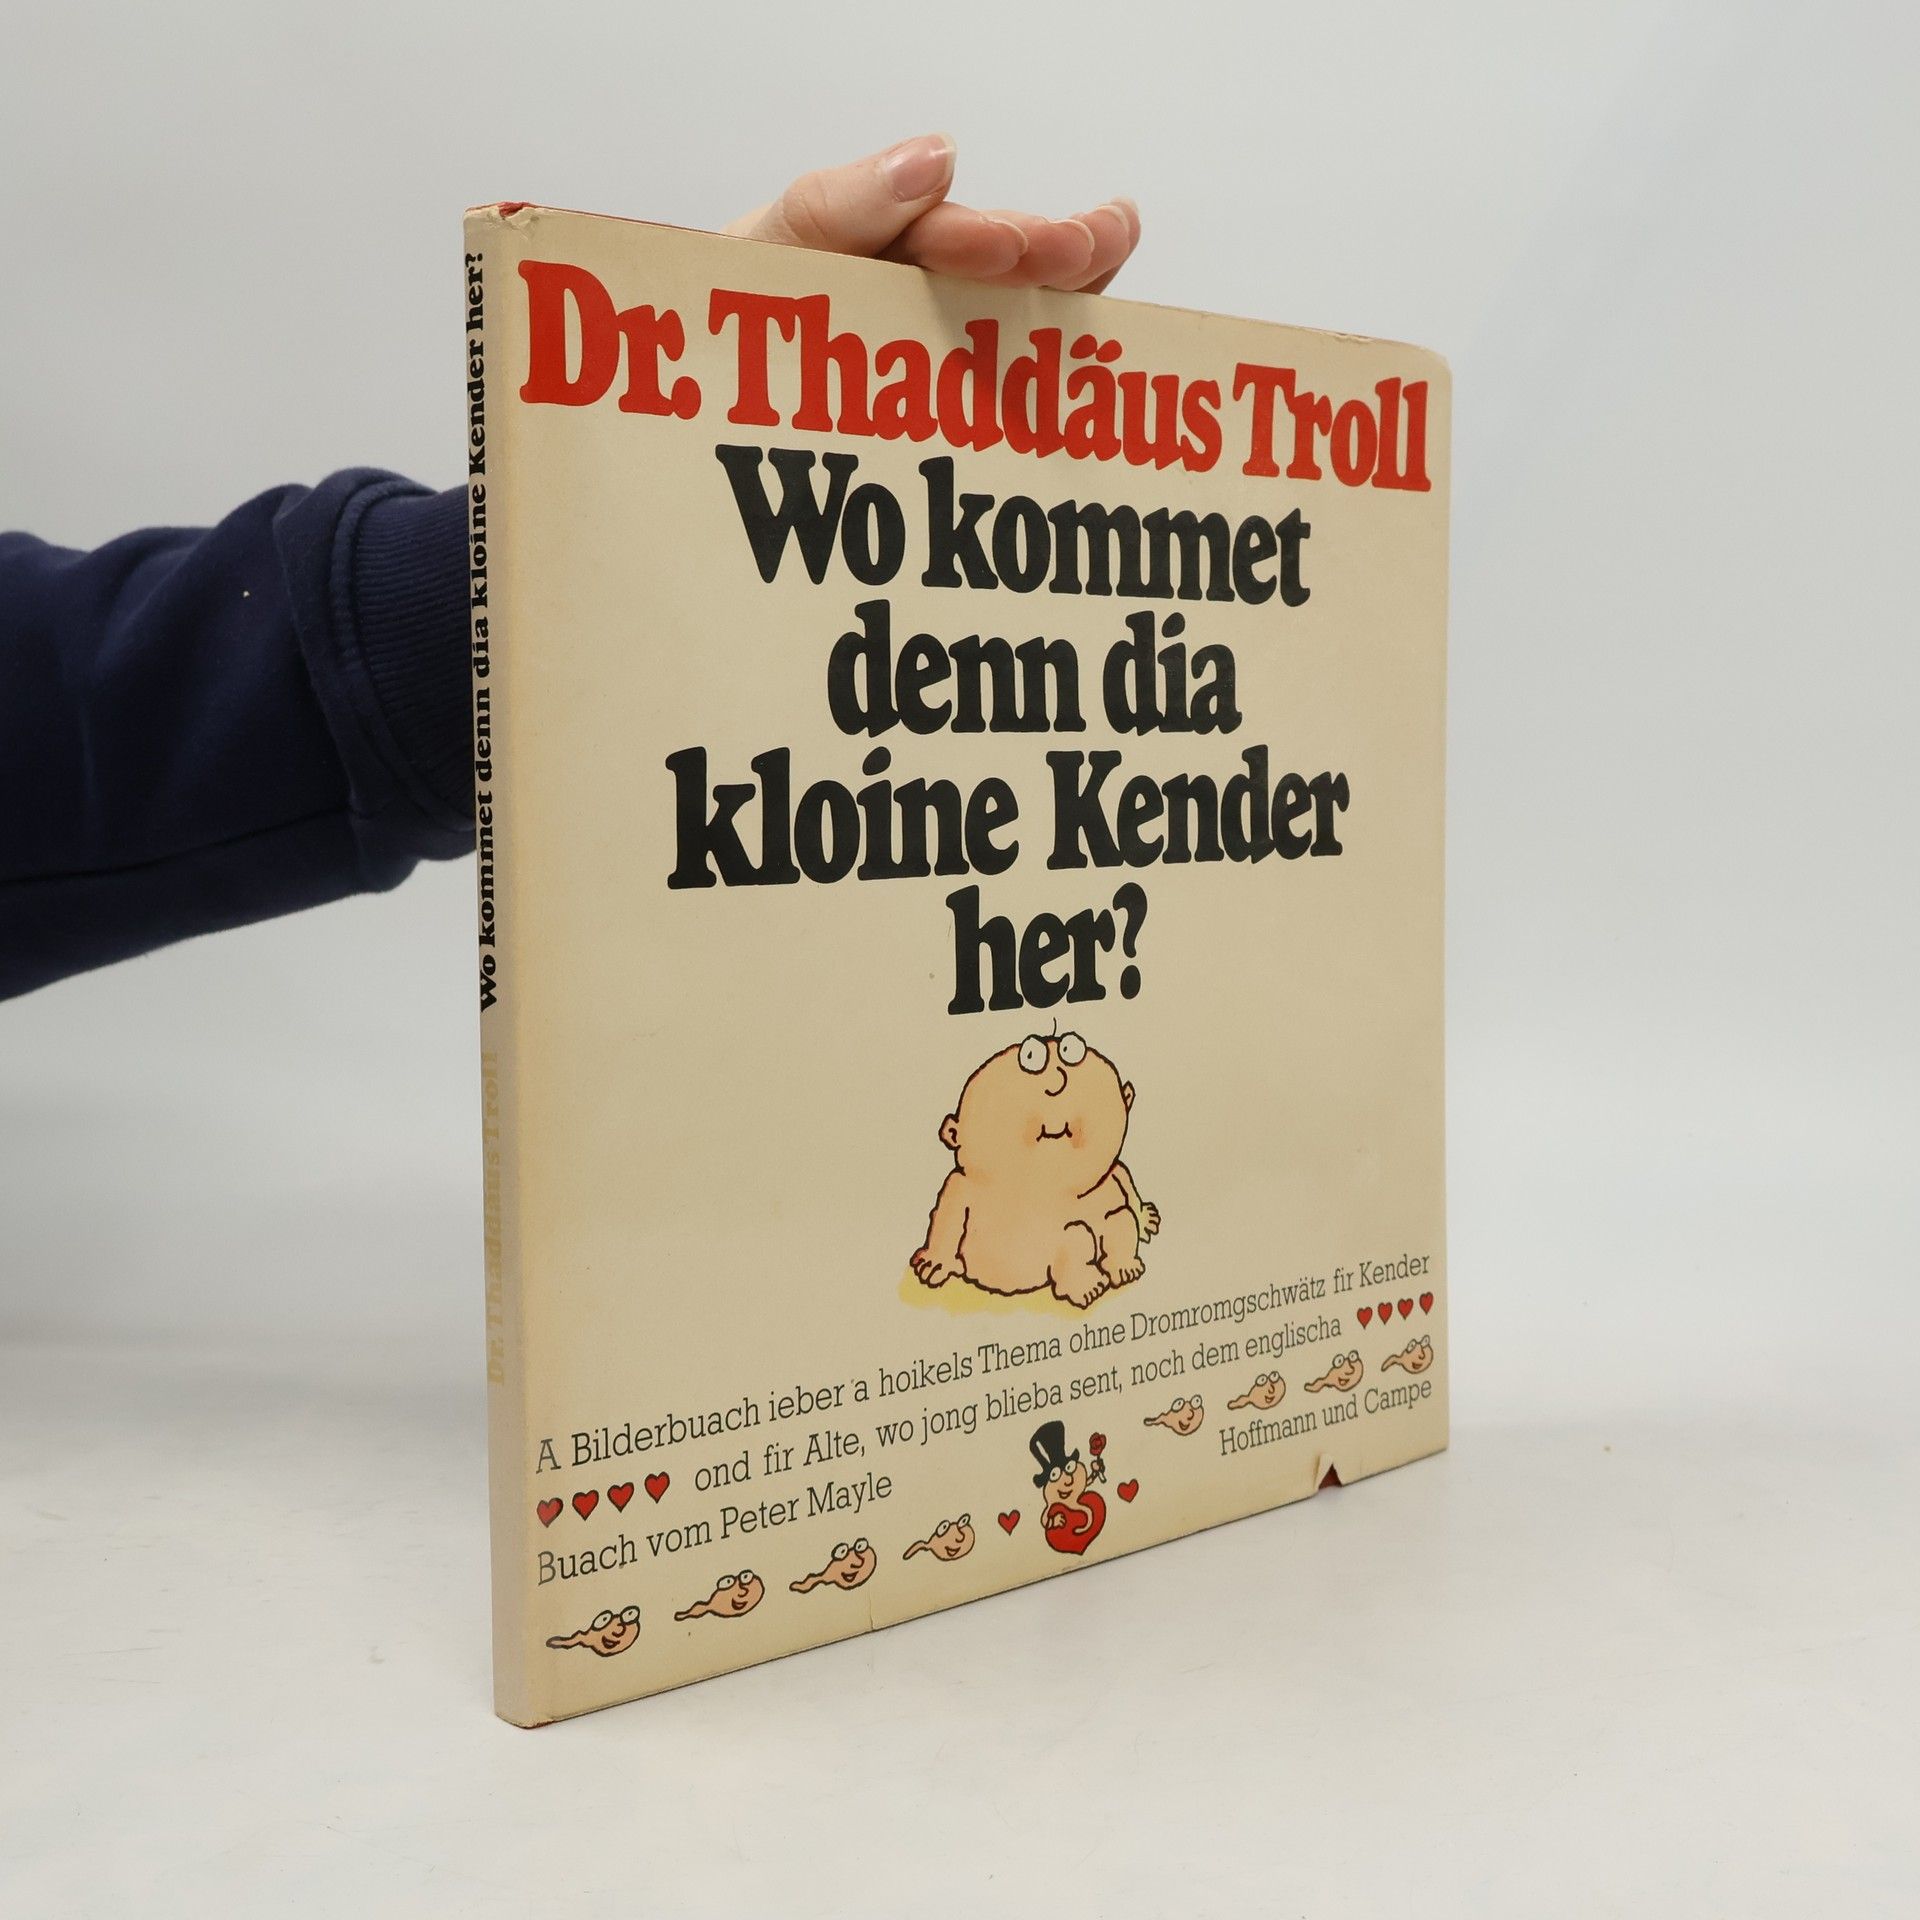 Dr. Thaddäus Troll
Wo kommet
denn dia
kloine Kender
her?
A Bilderbuach ieber a hoikels Thema ohne Dromromgschwätz fir Kender
ond fir Alte, wo jong blieba sent, noch dem englischa
Buach vom Peter Mayle
Hoffmann und Campe
Dr. Thaddäus Troll Wo kommet denn dia kloine Kender her?